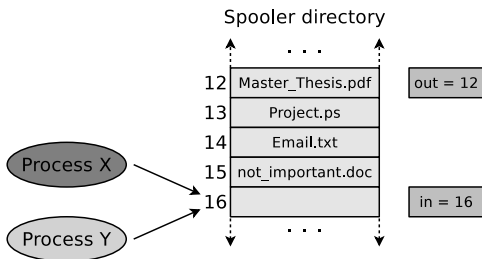 Spooler directory
. . .
12 Master_Thesis.pdf out = 12
13 Project.ps
14 Email.txt
Process X
15 not_important.doc
16 in = 16
Process Y
. . .